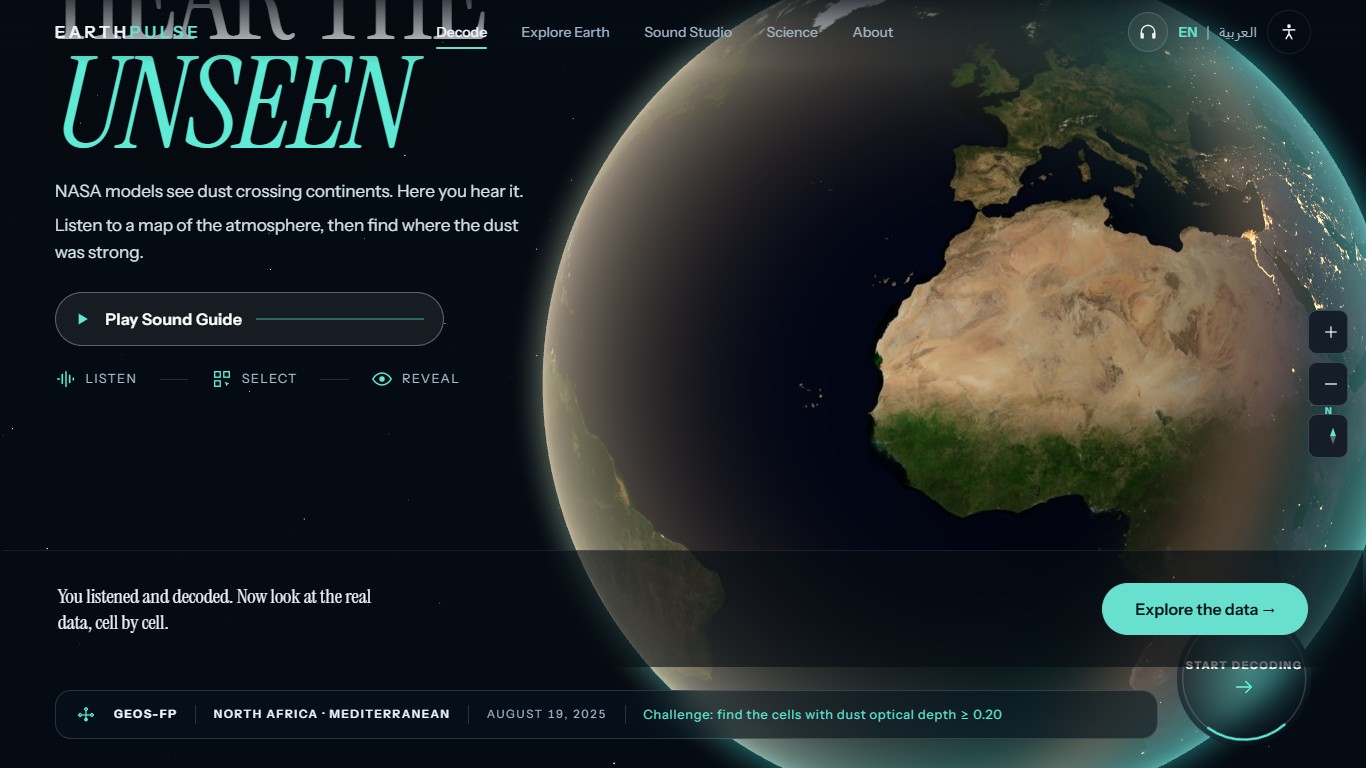 HEAR THE
EARTHPULSE
Decode
Explore Earth
Sound Studio
Science
About
EN | العربية
UNSEEN
NASA models see dust crossing continents. Here you hear it.
Listen to a map of the atmosphere, then find where the dust
was strong.
Play Sound Guide
LISTEN
SELECT
REVEAL
N
You listened and decoded. Now look at the real
data, cell by cell.
Explore the data →
START DECODING
GEOS-FP
NORTH AFRICA · MEDITERRANEAN
AUGUST 19, 2025
Challenge: find the cells with dust optical depth ≥ 0.20